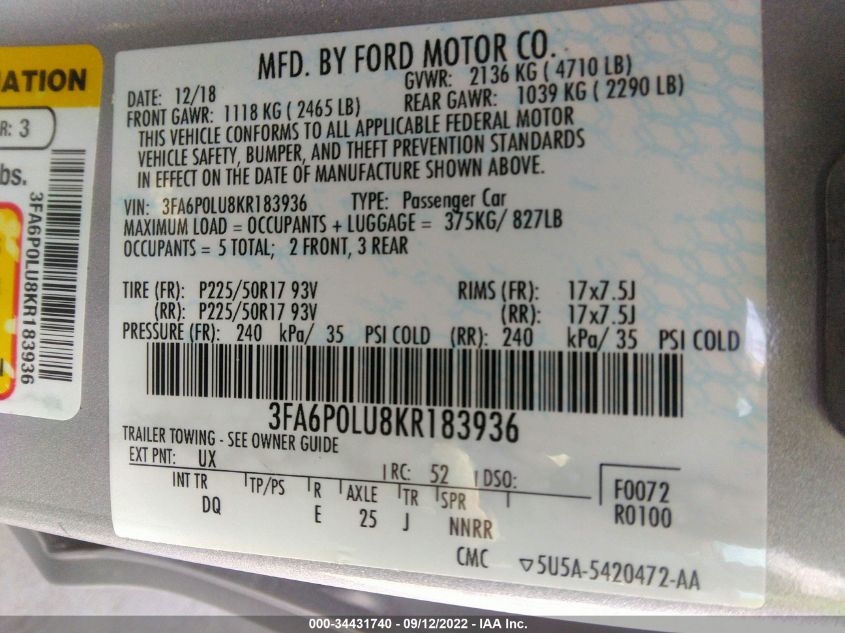 MFD. BY FORD MOTOR CO.
DATE: 12/18 GVWR: 2136 KG ( 4710 LB)
FRONT GAWR: 1118 KG ( 2465 LB) REAR GAWR: 1039 KG ( 2290 LB)
THIS VEHICLE CONFORMS TO ALL APPLICABLE FEDERAL MOTOR
VEHICLE SAFETY, BUMPER, AND THEFT PREVENTION STANDARDS
IN EFFECT ON THE DATE OF MANUFACTURE SHOWN ABOVE.
VIN: 3FA6P0LU8KR183936 TYPE: Passenger Car
MAXIMUM LOAD = OCCUPANTS + LUGGAGE = 375KG/ 827LB
OCCUPANTS = 5 TOTAL; 2 FRONT, 3 REAR
TIRE (FR): P225/50R17 93V RIMS (FR): 17x7.5J
(RR): P225/50R17 93V (RR): 17x7.5J
PRESSURE (FR): 240 kPa/ 35 PSI COLD (RR): 240 kPa/ 35 PSI COLD
3FA6P0LU8KR183936
TRAILER TOWING - SEE OWNER GUIDE
EXT PNT: UX RC: 52 DSO:
INT TR TP/PS R AXLE TR SPR F0072
DQ E 25 J NNRR R0100
CMC ▽5U5A-5420472-AA
ATION
R: 3
bs.
3FA6P0LU8KR183936
000-34431740 - 09/12/2022 - IAA Inc.